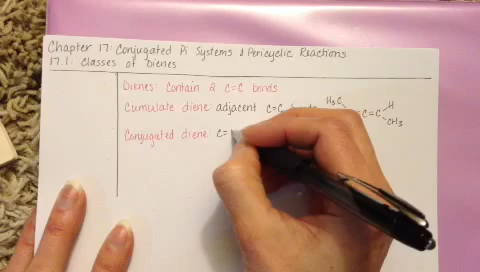 Chapter 17: Conjugated Pi Systems & Pericyclic Reactions
17.1: Classes of Dienes
Dienes: contain 2 C=C bonds
Cumulate diene: adjacent C=C H3C =C=C H CH3
Conjugated diene: C=